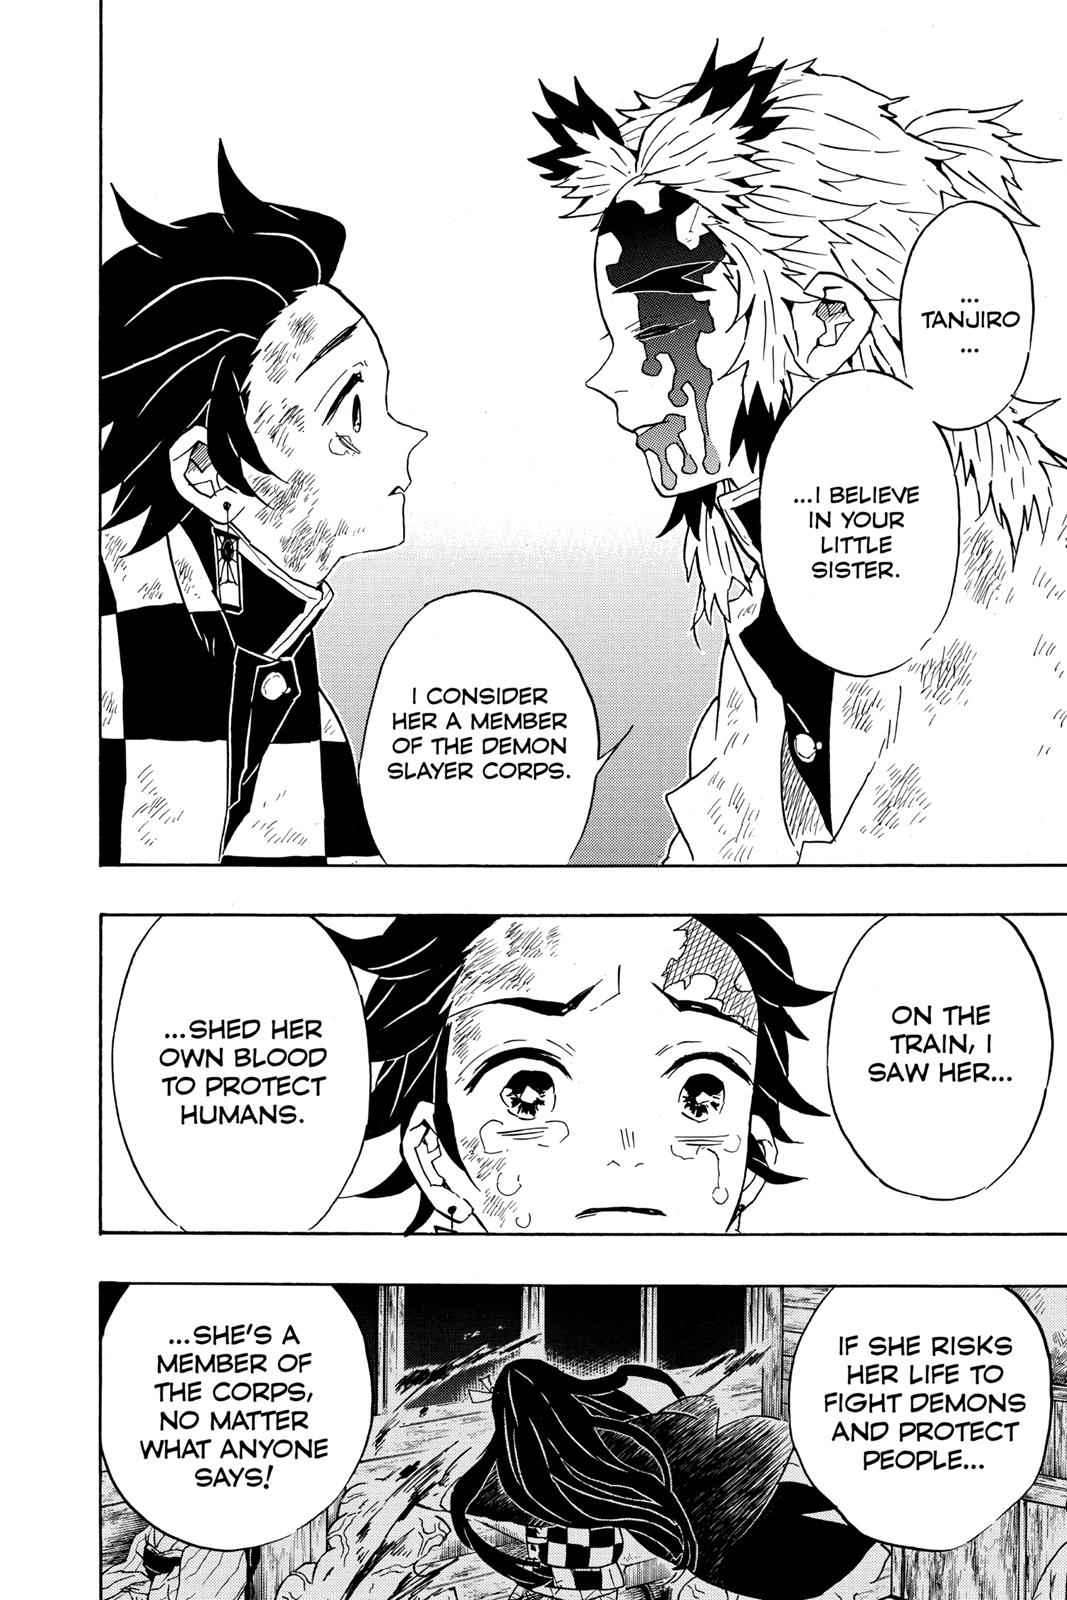 ...
TANJIRO
...
...I BELIEVE
IN YOUR
LITTLE
SISTER.
I CONSIDER
HER A MEMBER
OF THE DEMON
SLAYER CORPS.
ON THE
TRAIN, I
SAW HER...
...SHED HER
OWN BLOOD
TO PROTECT
HUMANS.
IF SHE RISKS
HER LIFE TO
FIGHT DEMONS
AND PROTECT
PEOPLE...
...SHE'S A
MEMBER OF
THE CORPS,
NO MATTER
WHAT ANYONE
SAYS!